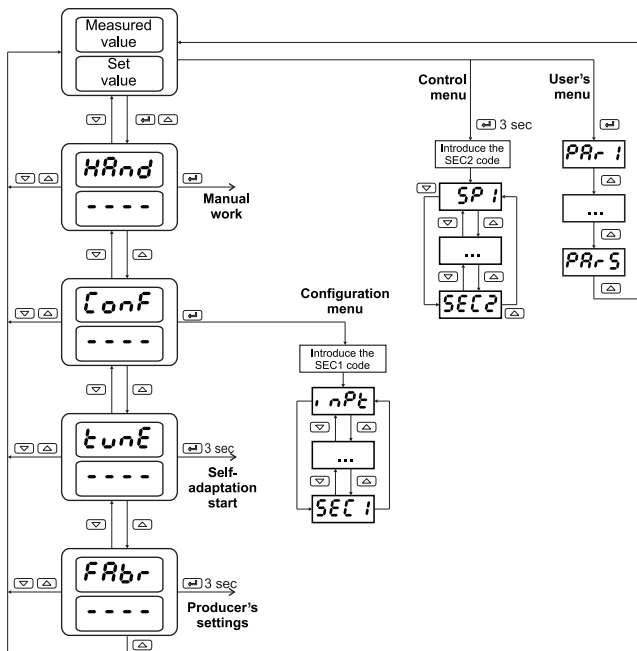 Measured
value
Set
value
Control
menu
User's
menu
3 sec
Introduce the
SEC2 code
HAnd
- - - -
Manual
work
SP1
...
SEC2
PAr1
...
PAr5
ConF
- - - -
Configuration
menu
Introduce the
SEC1 code
inPt
...
SEC1
tunE
- - - -
3 sec
Self-
adaptation
start
FAbr
- - - -
3 sec
Producer's
settings